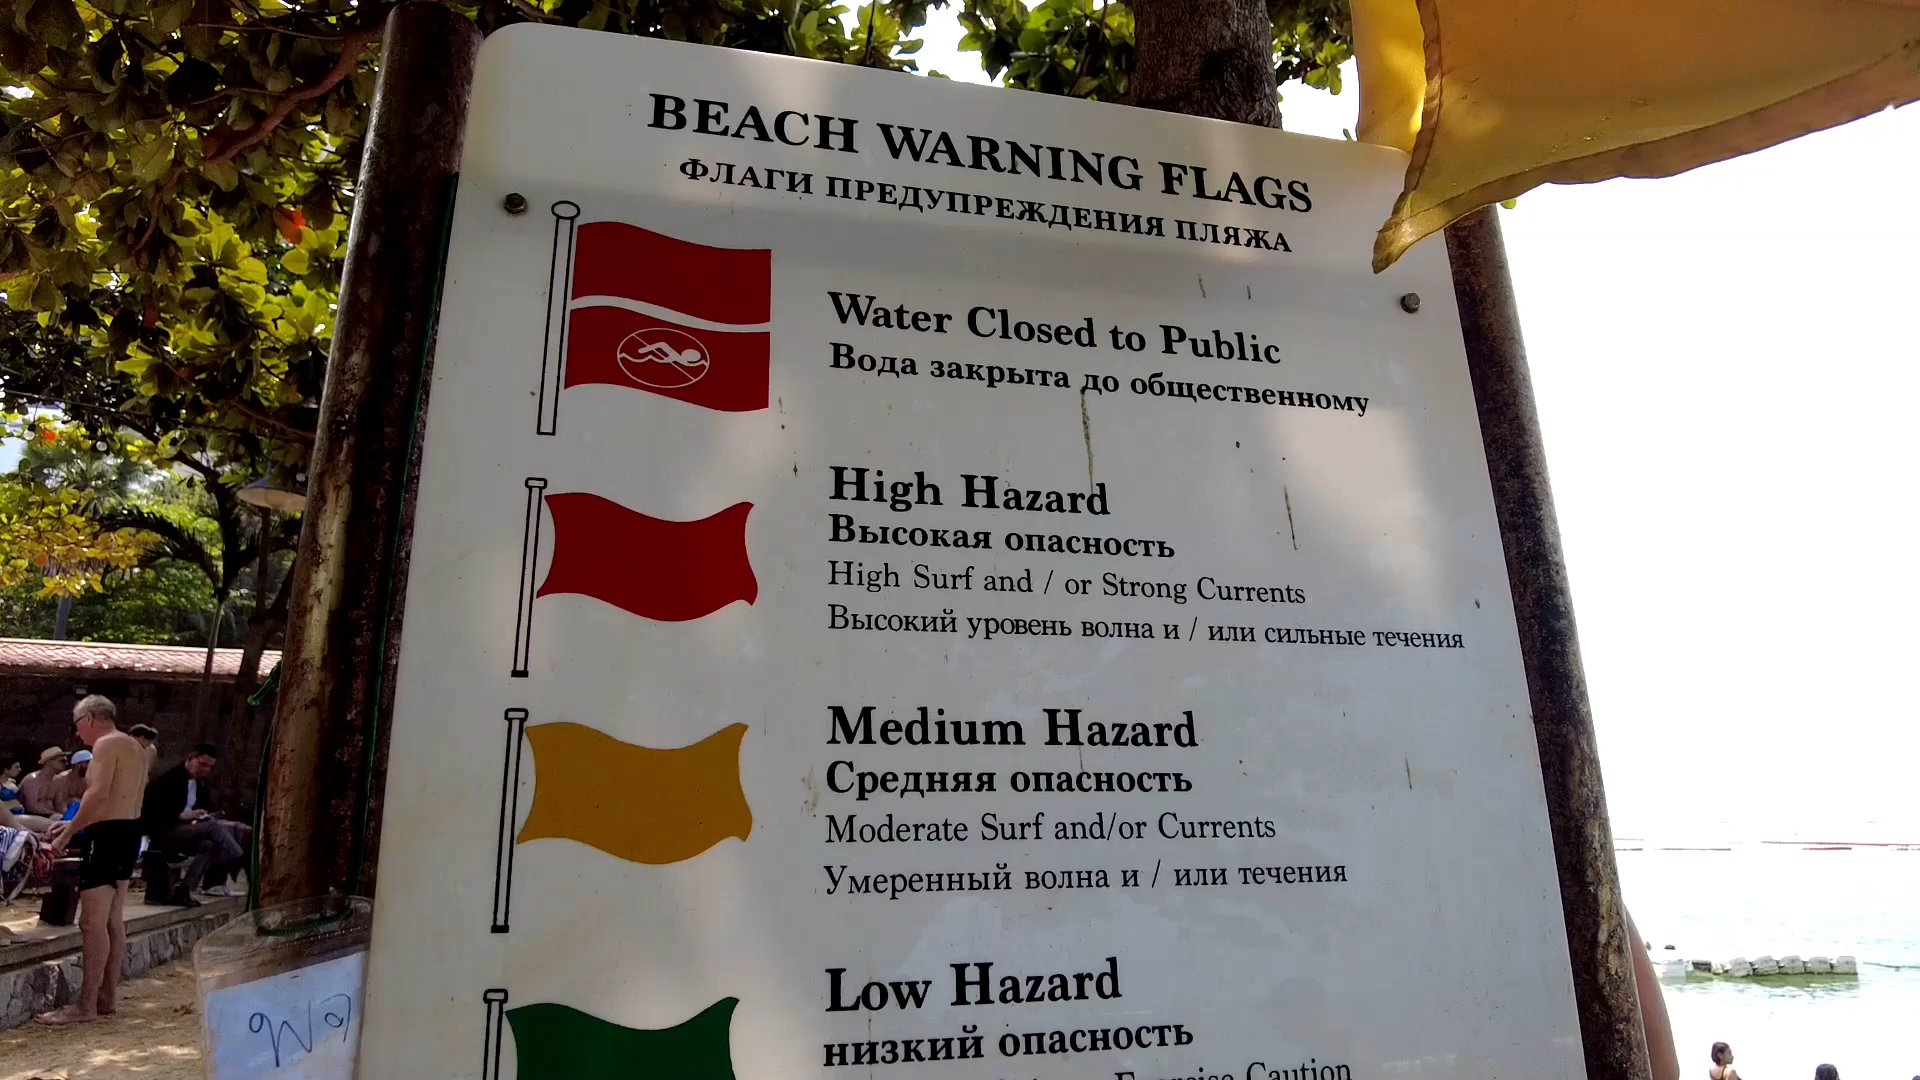 BEACH WARNING FLAGS
ФЛАГИ ПРЕДУПРЕЖДЕНИЯ ПЛЯЖА
Water Closed to Public
Вода закрыта до общественному
High Hazard
Высокая опасность
High Surf and / or Strong Currents
Высокий уровень волна и / или сильные течения
Medium Hazard
Средняя опасность
Moderate Surf and/or Currents
Умеренный волна и / или течения
Low Hazard
низкий опасность
Exercise Caution